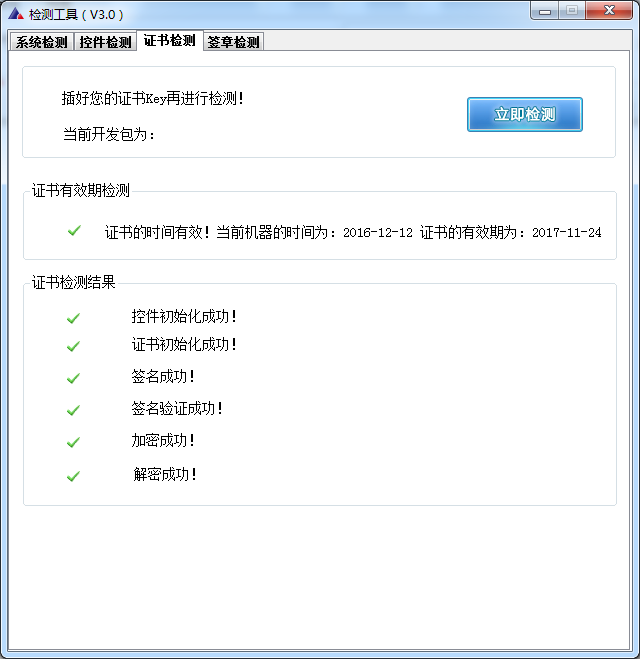 检测工具（V3.0）
系统检测 控件检测 证书检测 签章检测
插好您的证书Key再进行检测！
立即检测
当前开发包为：
证书有效期检测
证书的时间有效！当前机器的时间为：2016-12-12 证书的有效期为：2017-11-24
证书检测结果
控件初始化成功！
证书初始化成功！
签名成功！
签名验证成功！
加密成功！
解密成功！